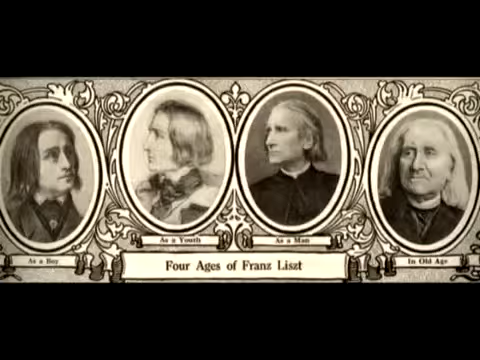 As a Boy
As a Youth
As a Man
In Old Age
Four Ages of Franz Liszt